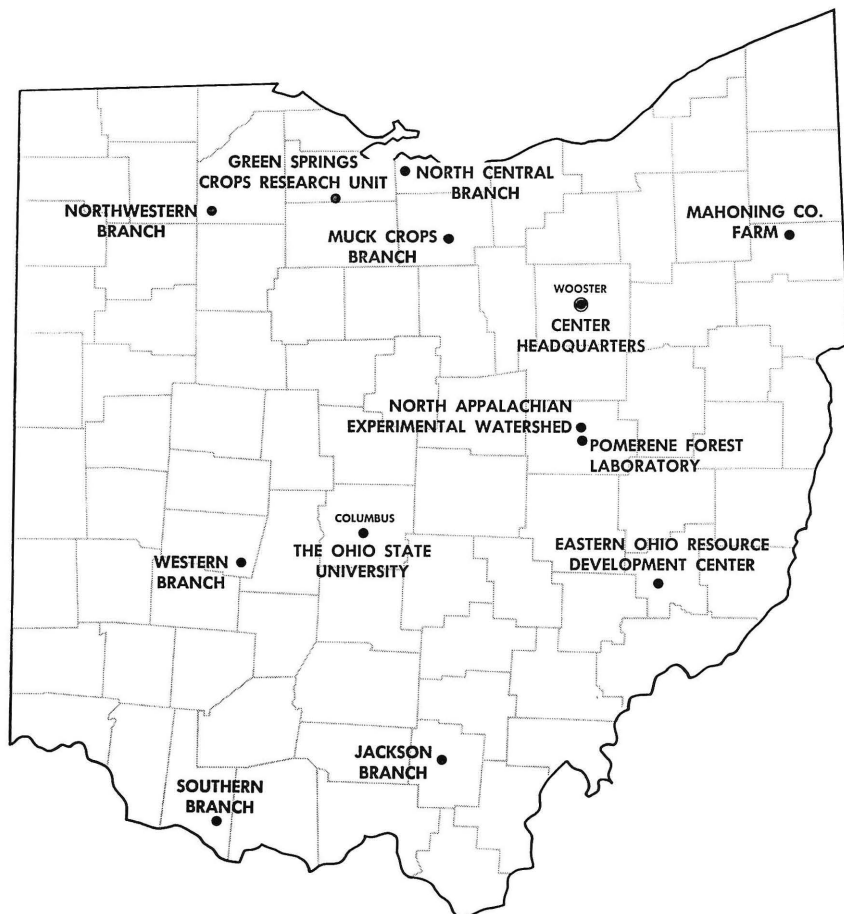 GREEN SPRINGS
CROPS RESEARCH UNIT
NORTH CENTRAL
BRANCH
NORTHWESTERN
BRANCH
MUCK CROPS
BRANCH
MAHONING CO.
FARM
WOOSTER
CENTER
HEADQUARTERS
NORTH APPALACHIAN
EXPERIMENTAL WATERSHED
POMERENE FOREST
LABORATORY
COLUMBUS
THE OHIO STATE
UNIVERSITY
WESTERN
BRANCH
EASTERN OHIO RESOURCE
DEVELOPMENT CENTER
JACKSON
BRANCH
SOUTHERN
BRANCH